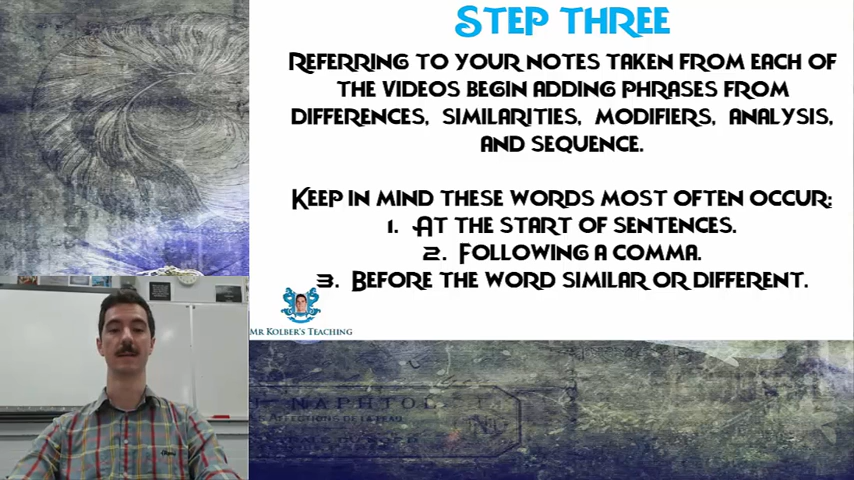 STEP THREE
REFERRING TO YOUR NOTES TAKEN FROM EACH OF
THE VIDEOS BEGIN ADDING PHRASES FROM
DIFFERENCES, SIMILARITIES, MODIFIERS, ANALYSIS,
AND SEQUENCE.
KEEP IN MIND THESE WORDS MOST OFTEN OCCUR:
1. AT THE START OF SENTENCES.
2. FOLLOWING A COMMA.
3. BEFORE THE WORD SIMILAR OR DIFFERENT.
MR KOLBER'S TEACHING
NAPHTOL